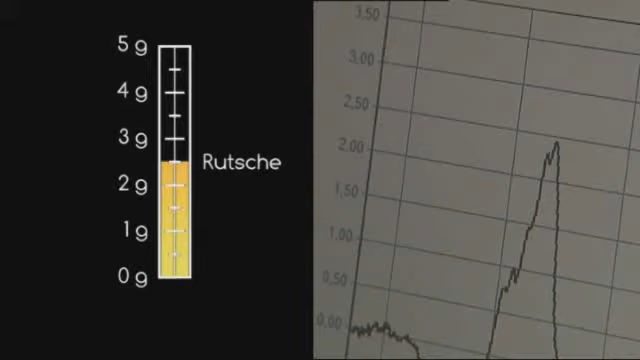 5 g
4 g
3 g
Rutsche
2 g
1 g
0 g
3,50
3,00
2,50
2,00
1,50
1,00
0,50
0,00